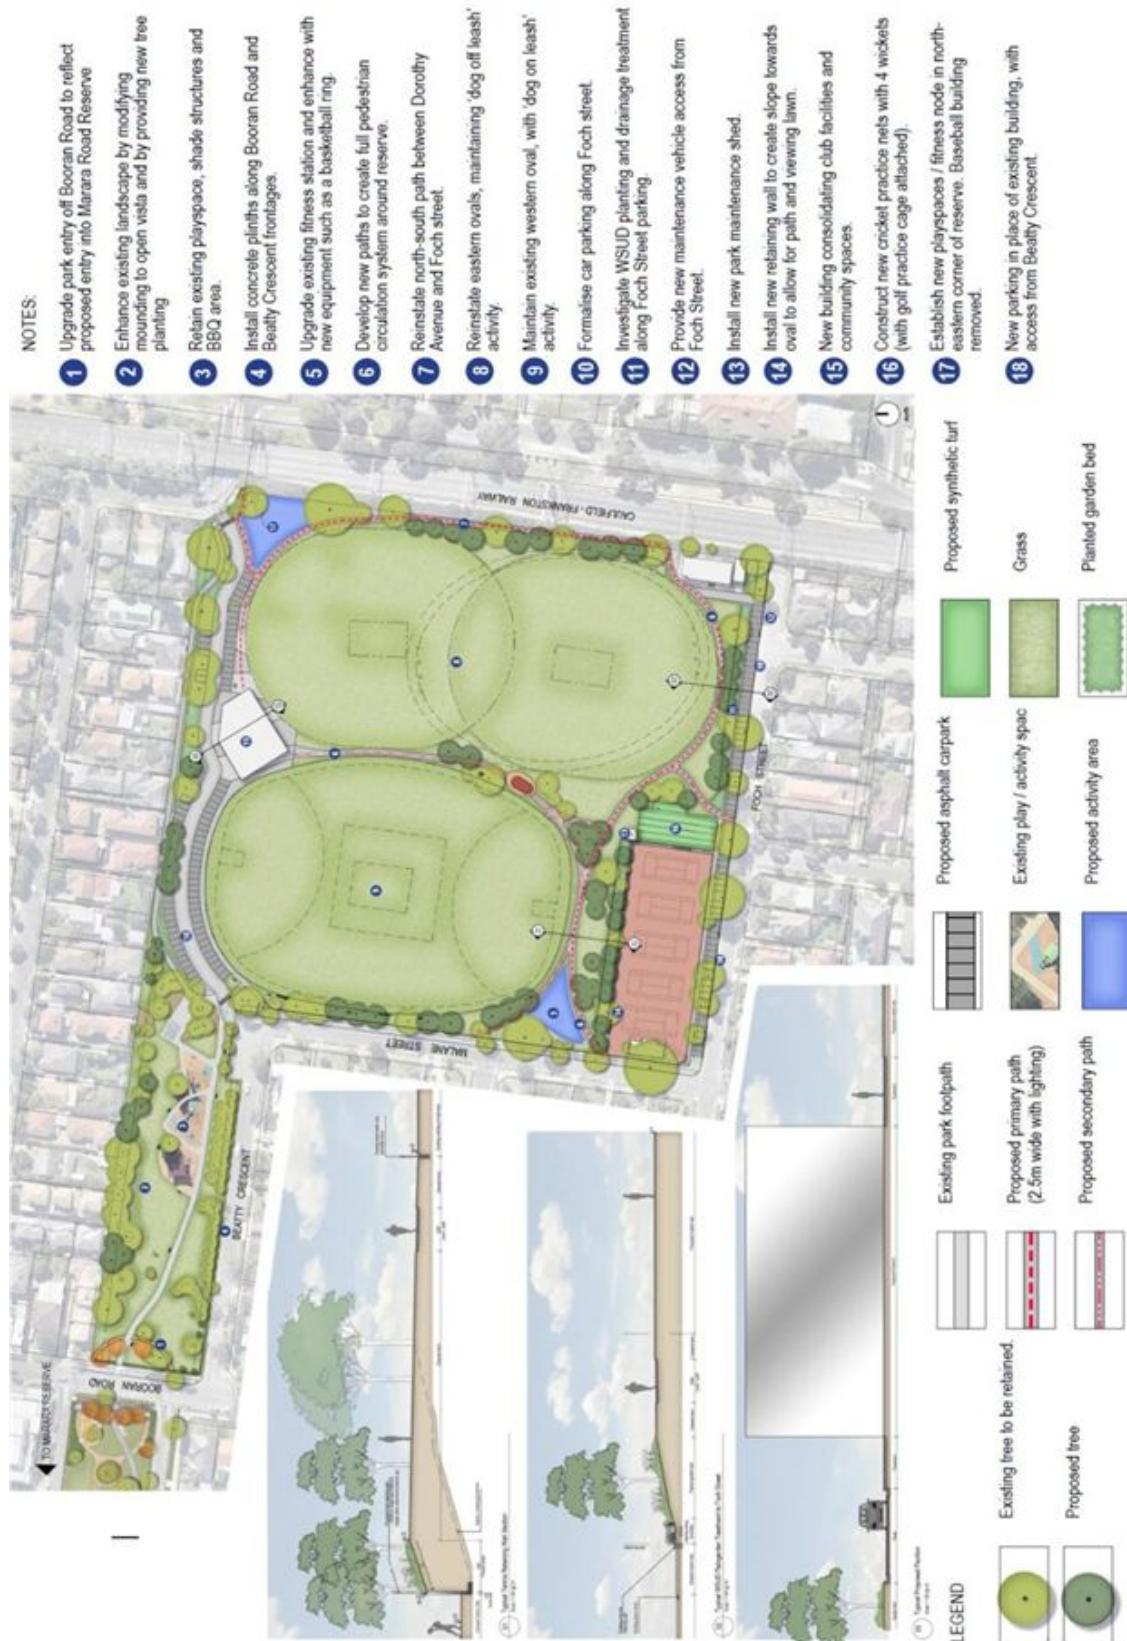 NOTES:
1 Upgrade park entry off Booran Road to reflect
proposed entry into Marara Road Reserve
2 Enhance existing landscape by modifying
mounding to open vista and by providing new tree
planting
3 Retain existing playspace, shade structures and
BBQ area.
4 Install concrete plinths along Booran Road and
Beatty Crescent frontages.
5 Upgrade existing fitness station and enhance with
new equipment such as a basketball ring.
6 Develop new paths to create full pedestrian
circulation system around reserve.
7 Reinstate north-south path between Dorothy
Avenue and Foch street.
8 Reinstate eastern ovals, maintaining 'dog off leash'
activity.
9 Maintain existing western oval, with 'dog on leash'
activity.
10 Formalise car parking along Foch street.
11 Investigate WSUD planting and drainage treatment
along Foch Street parking.
12 Provide new maintenance vehicle access from
Foch Street.
13 Install new park maintenance shed.
14 Install new retaining wall to create slope towards
oval to allow for path and viewing lawn.
15 New building consolidating club facilities and
community spaces.
16 Construct new cricket practice nets with 4 wickets
(with golf practice cage attached).
17 Establish new playspaces / fitness node in north-
eastern corner of reserve. Baseball building
removed.
18 New parking in place of existing building, with
access from Beatty Crescent.
BOORAN ROAD
BEATTY CRESCENT
MALANE STREET
CAULFIELD-FRANKSTON RAILWAY
FOCH STREET
LEGEND
Existing tree to be retained.
Proposed tree
Existing park footpath
Proposed primary path
(2.5m wide with lighting)
Proposed secondary path
Proposed asphalt carpark
Existing play / activity spac
Proposed activity area
Proposed synthetic turf
Grass
Planted garden bed